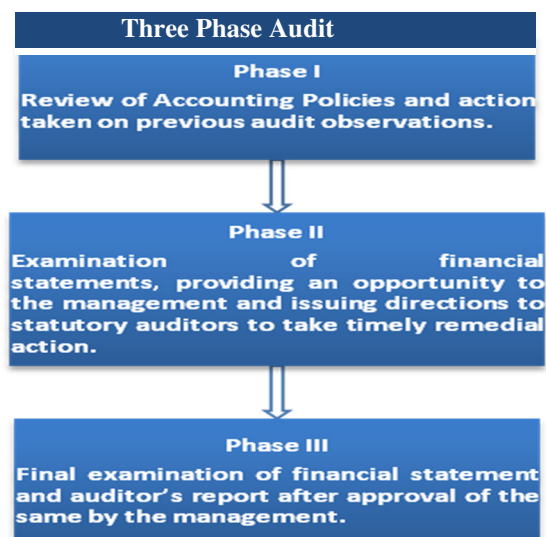 Three Phase Audit
Phase I
Review of Accounting Policies and action
taken on previous audit observations.
Phase II
Examination of financial
statements, providing an opportunity to
the management and issuing directions to
statutory auditors to take timely remedial
action.
Phase III
Final examination of financial statement
and auditor's report after approval of the
same by the management.